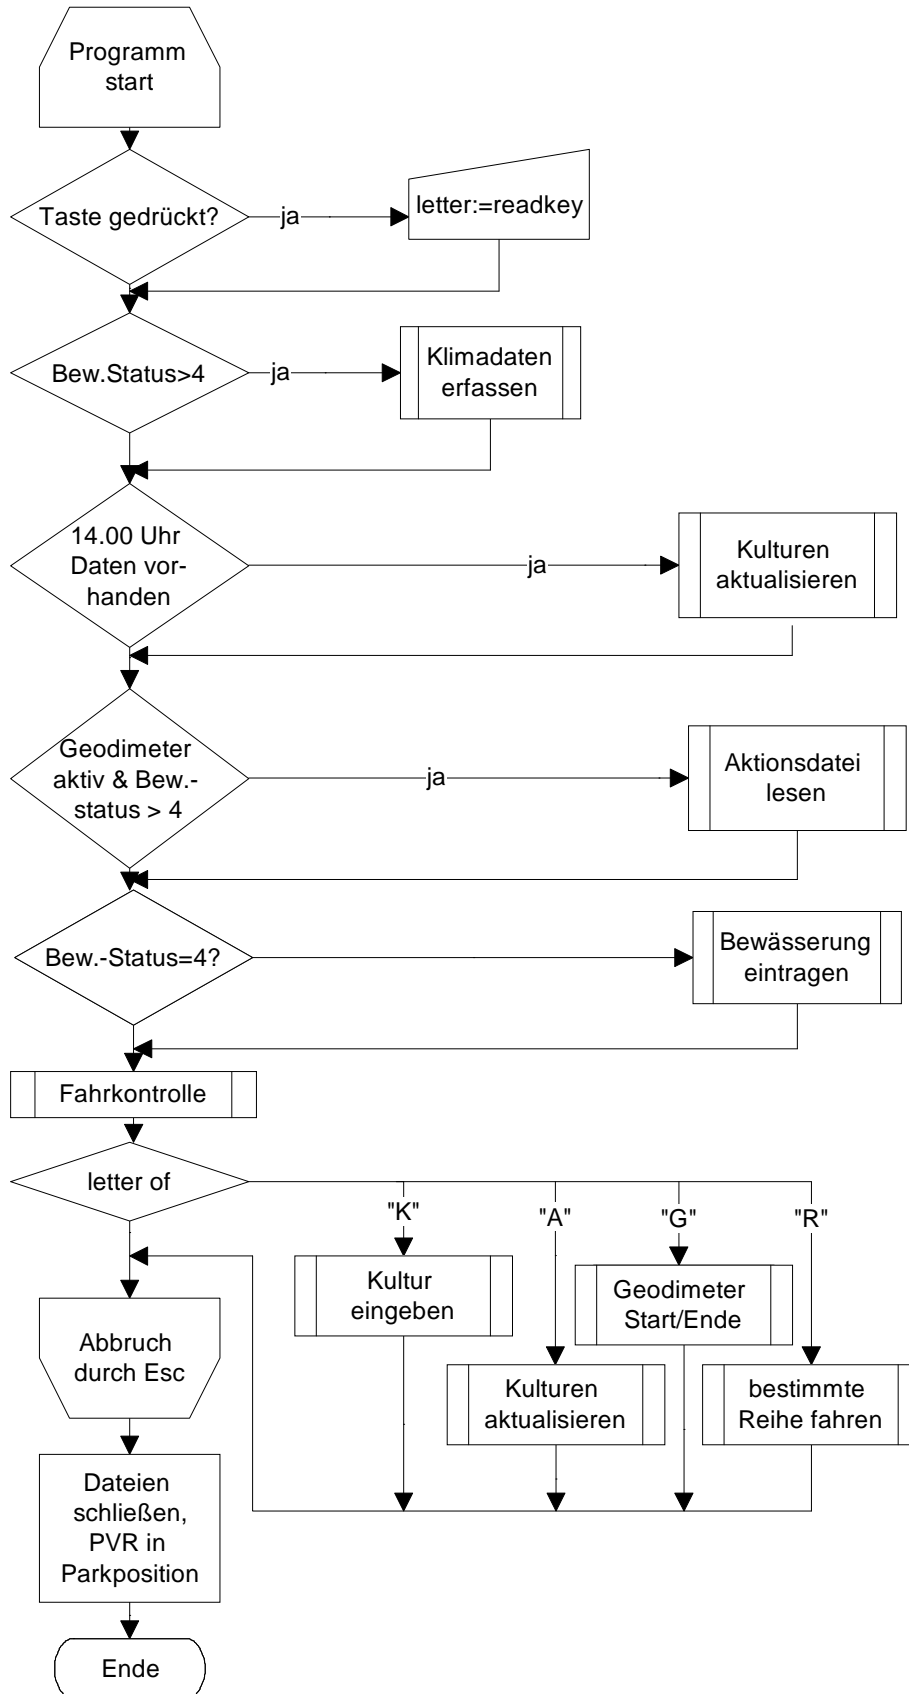 Programm
start
Taste gedrückt?
ja
letter:=readkey
Bew.Status>4
ja
Klimadaten
erfassen
14.00 Uhr
Daten vor-
handen
ja
Kulturen
aktualisieren
Geodimeter
aktiv & Bew.-
status > 4
ja
Aktionsdatei
lesen
Bew.-Status=4?
Bewässerung
eintragen
Fahrkontrolle
letter of
"K"
"A"
"G"
"R"
Kultur
eingeben
Geodimeter
Start/Ende
Kulturen
aktualisieren
bestimmte
Reihe fahren
Abbruch
durch Esc
Dateien
schließen,
PVR in
Parkposition
Ende